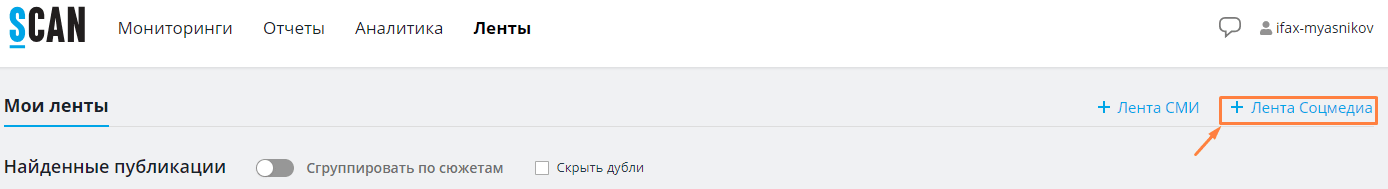 SCAN Мониторинги Отчеты Аналитика Ленты ifax-myasnikov
Мои ленты + Лента СМИ + Лента Соцмедиа
Найденные публикации Сгруппировать по сюжетам Скрыть дубли